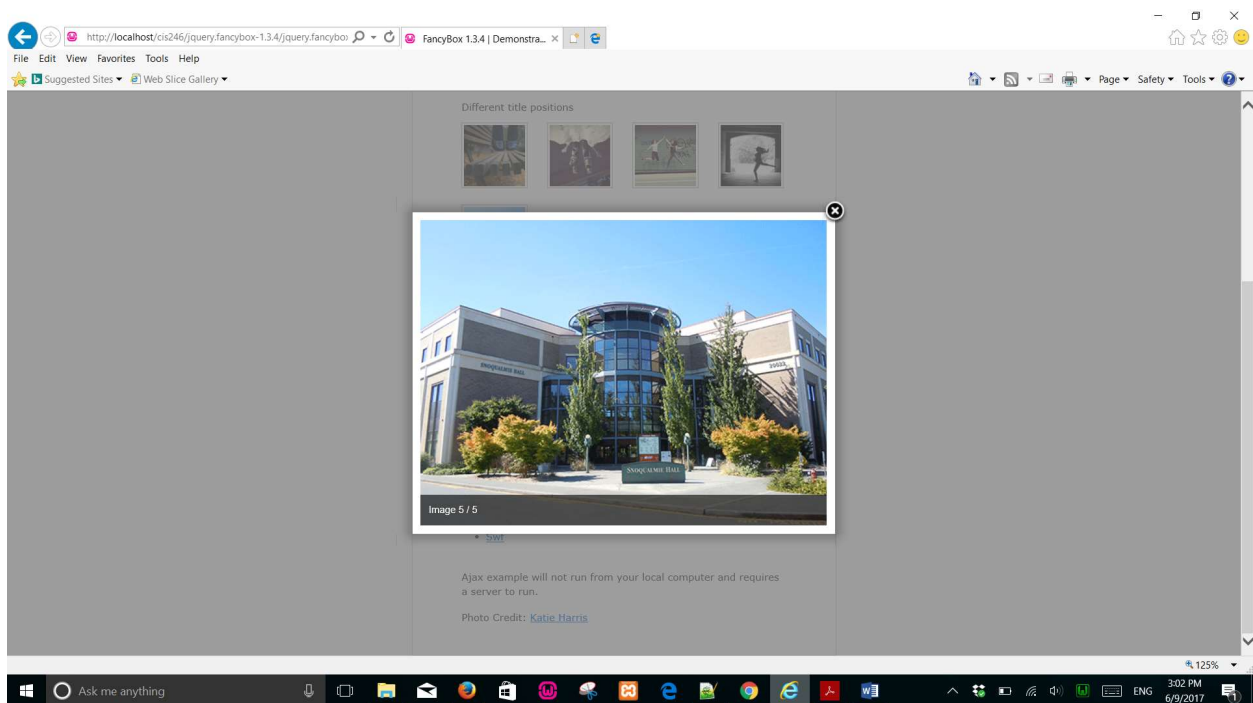 http://localhost/cis246/jquery.fancybox-1.3.4/jquery.fancybo
FancyBox 1.3.4 | Demonstra...
File Edit View Favorites Tools Help
Suggested Sites
Web Slice Gallery
Page Safety Tools
Different title positions
SNOQUALMIE HALL
SNOQUALMIE HALL
Image 5 / 5
Swf
Ajax example will not run from your local computer and requires
a server to run.
Photo Credit: Katie Harris
125%
Ask me anything
ENG
3:02 PM
6/9/2017